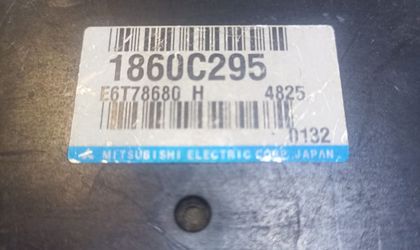 1860C295
E6T78680 H 4825
0132
MITSUBISHI ELECTRIC CORP. JAPAN